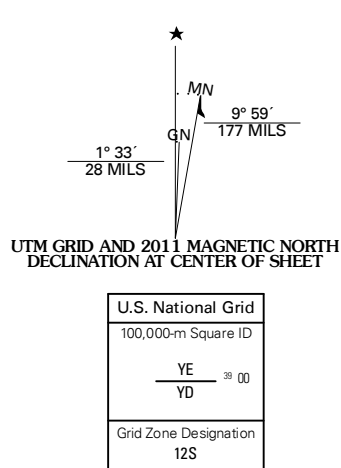 ★
MN
9° 59´
177 MILS
GN
1° 33´
28 MILS
UTM GRID AND 2011 MAGNETIC NORTH
DECLINATION AT CENTER OF SHEET
U.S. National Grid
100,000-m Square ID
YE
39 00
YD
Grid Zone Designation
12S